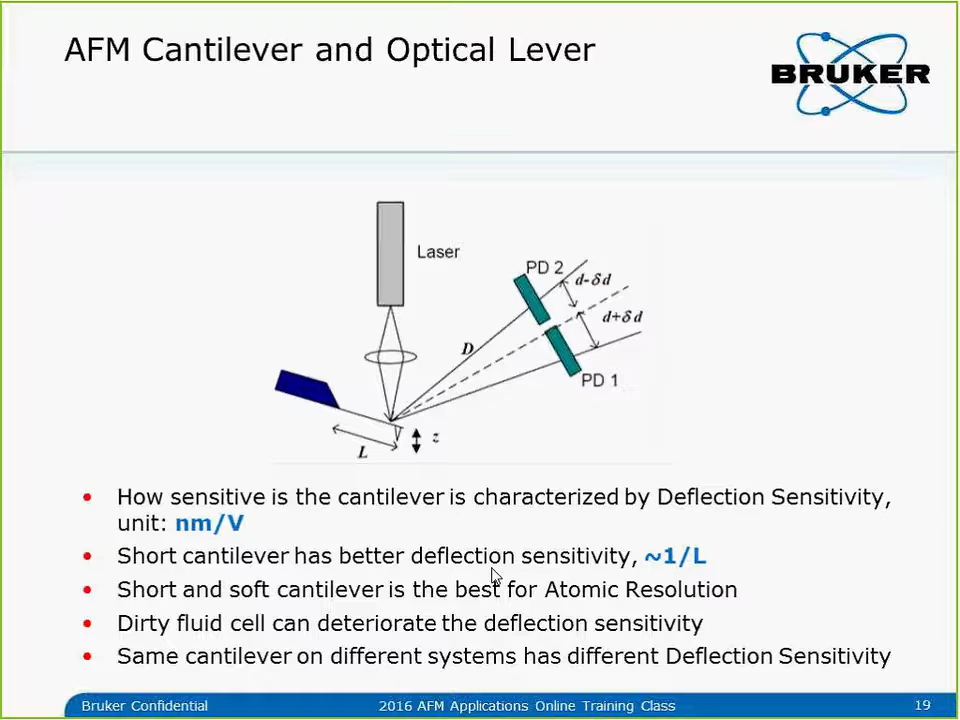 AFM Cantilever and Optical Lever
BRUKER
Laser
PD 2
d-δd
d+δd
D
PD 1
z
L
• How sensitive is the cantilever is characterized by Deflection Sensitivity,
unit: nm/V
• Short cantilever has better deflection sensitivity, ~1/L
• Short and soft cantilever is the best for Atomic Resolution
• Dirty fluid cell can deteriorate the deflection sensitivity
• Same cantilever on different systems has different Deflection Sensitivity
Bruker Confidential 2016 AFM Applications Online Training Class 19